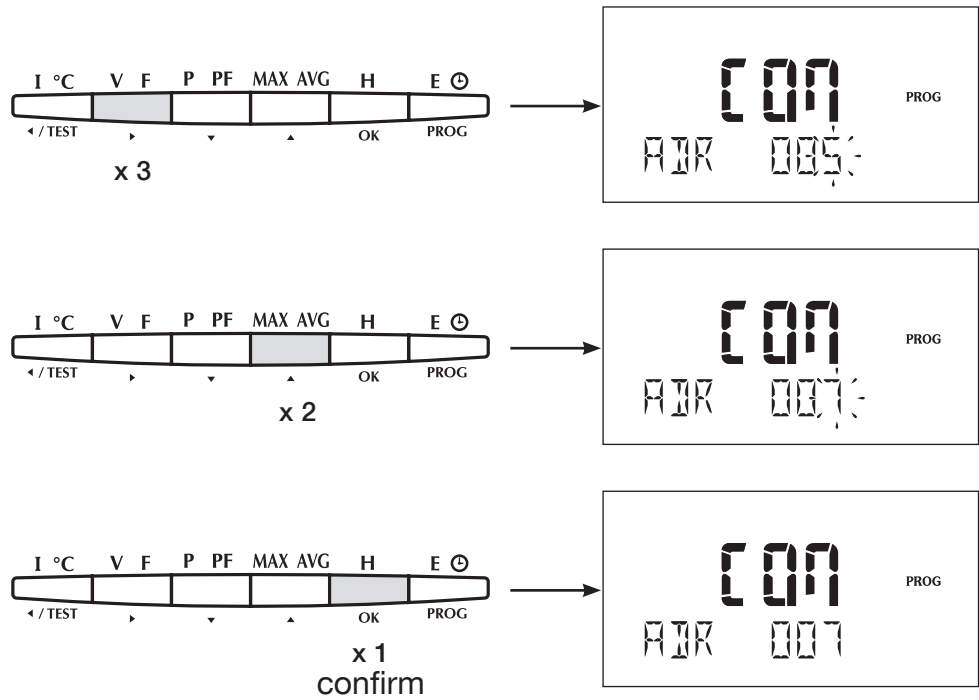 I °C V F P PF MAX AVG H E
COM
PROG
◂ / TEST ▸ ▾ ▴ OK PROG
ADR 005
x 3
I °C V F P PF MAX AVG H E
COM
PROG
◂ / TEST ▸ ▾ ▴ OK PROG
ADR 007
x 2
I °C V F P PF MAX AVG H E
COM
PROG
◂ / TEST ▸ ▾ ▴ OK PROG
ADR 007
x 1
confirm